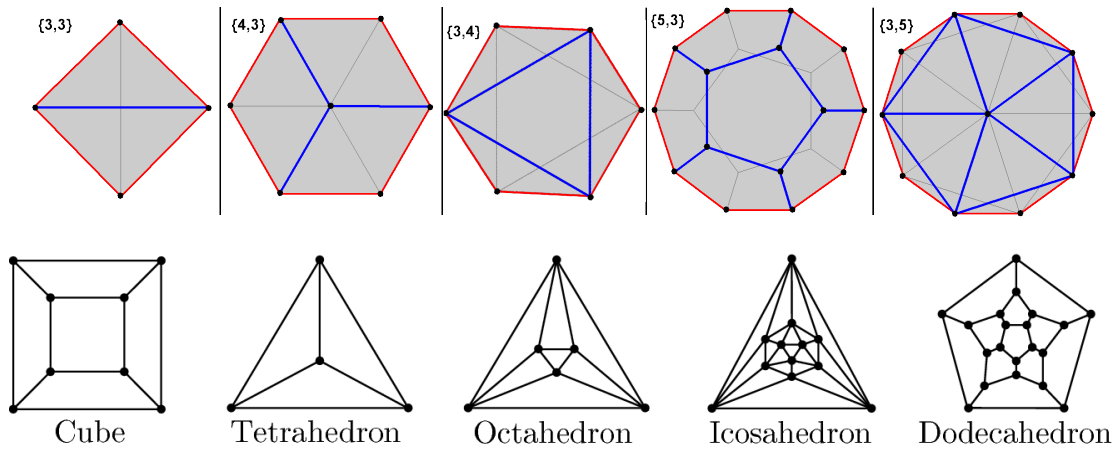 {3,3}
{4,3}
{3,4}
{5,3}
{3,5}
Cube
Tetrahedron
Octahedron
Icosahedron
Dodecahedron